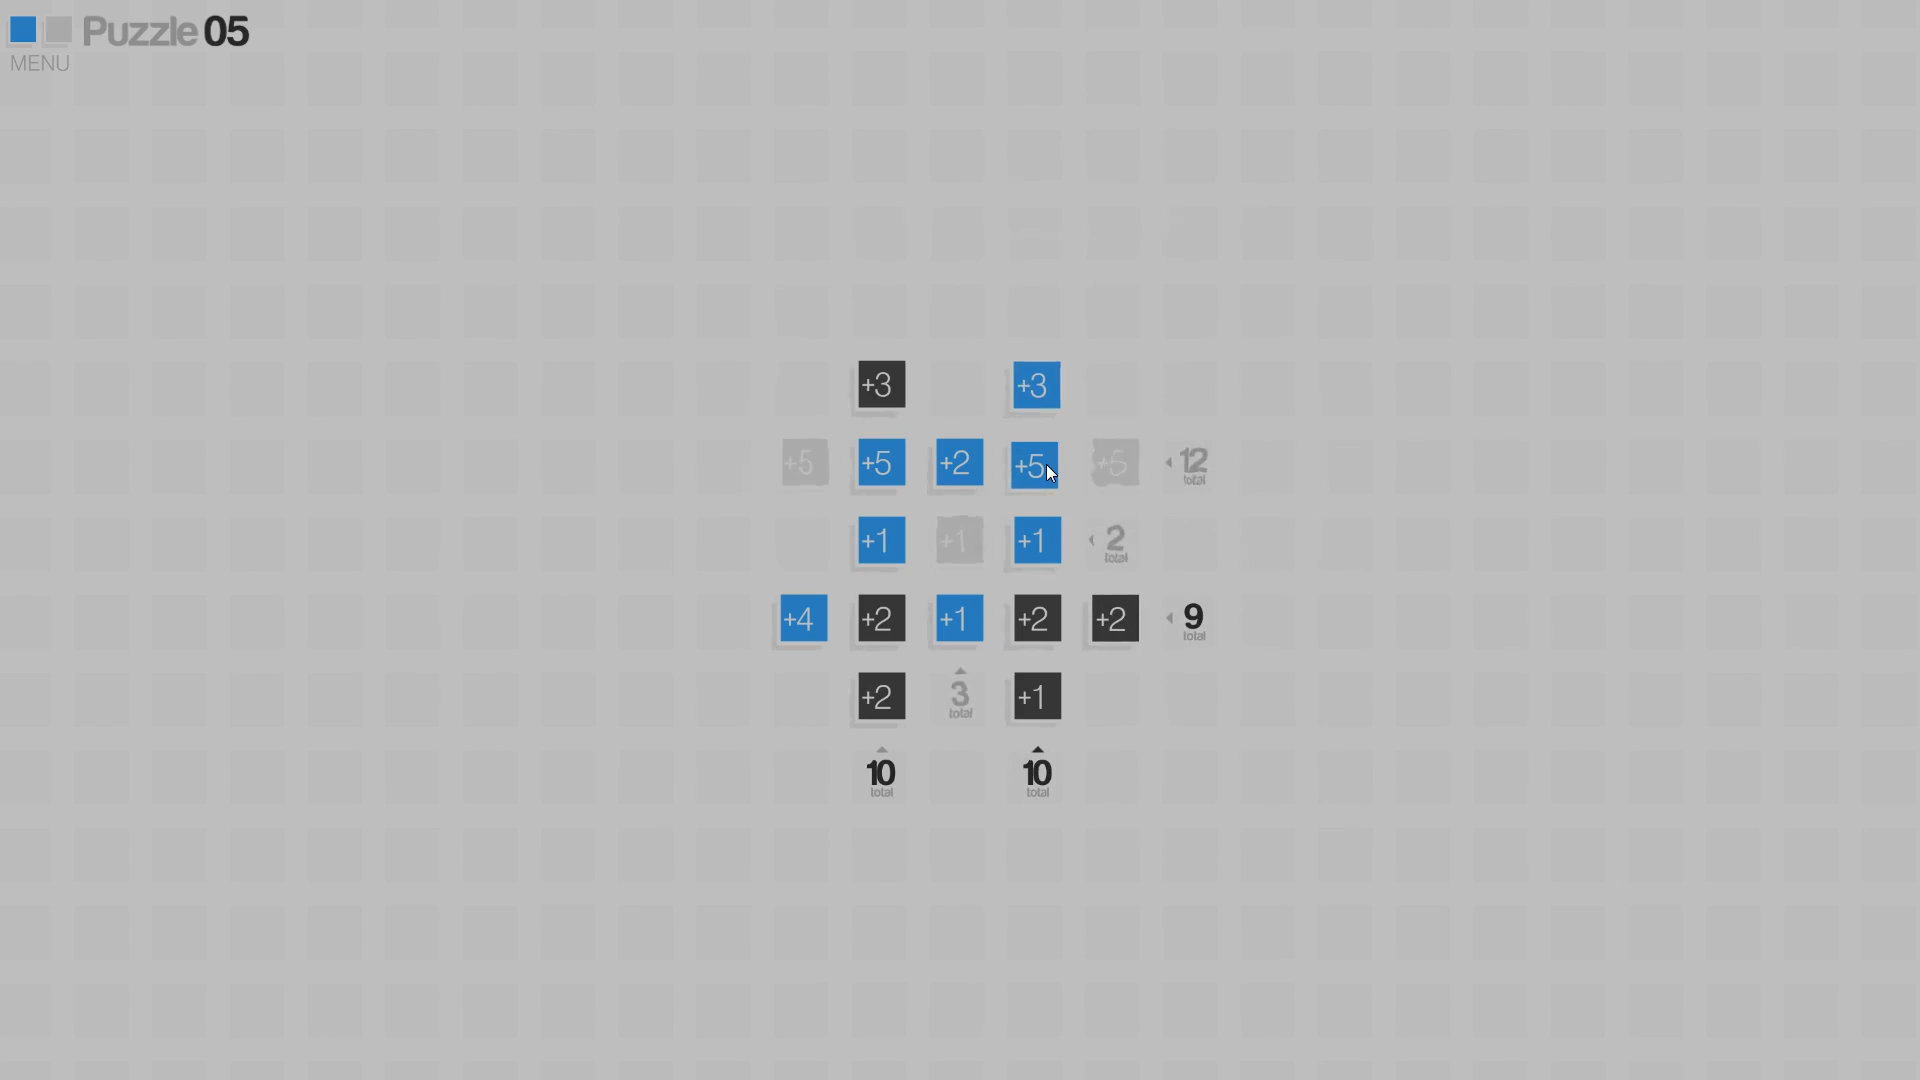 Puzzle 05
MENU
+3 +3
+5 +5 +2 +5 +5 12 total
+1 +1 +1 2 total
+4 +2 +1 +2 +2 9 total
+2 3 total +1
10 total 10 total